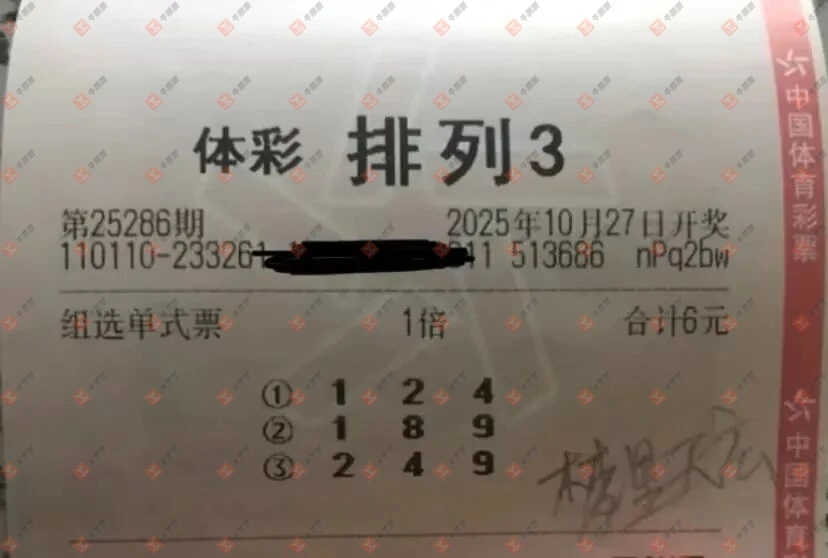 体彩 排列3
第25286期 2025年10月27日开奖
110110-233261 011 513686 nPq2bw
组选单式票 1倍 合计6元
① 1 2 4
② 1 8 9
③ 2 4 9
中国体育彩票
中国体育